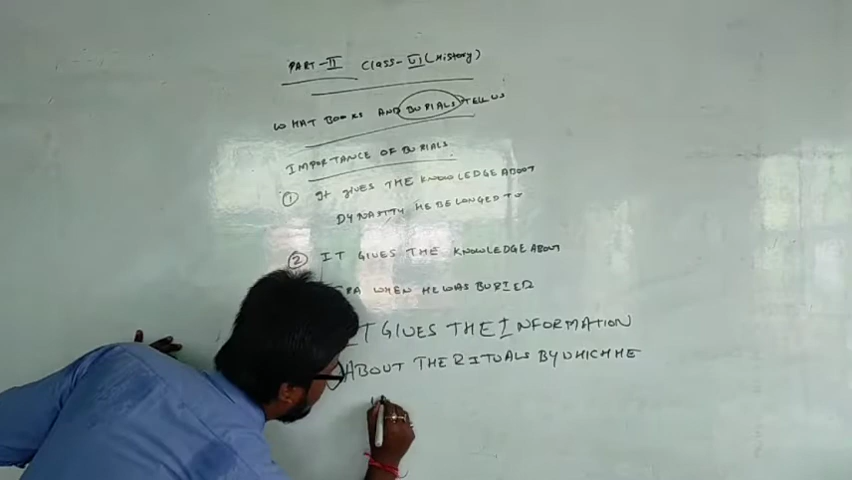 PART-II Class-VI (History)
WHAT BOOKS AND BURIALS TELL US
IMPORTANCE OF BURIALS
① It gives THE KNOWLEDGE ABOUT
DYNASTTY HE BELONGED TO
② IT GIVES THE KNOWLEDGE ABOUT
ERA WHEN HE WAS BURIED
IT GIVES THE INFORMATION
ABOUT THE RITUALS BY WHICH HE